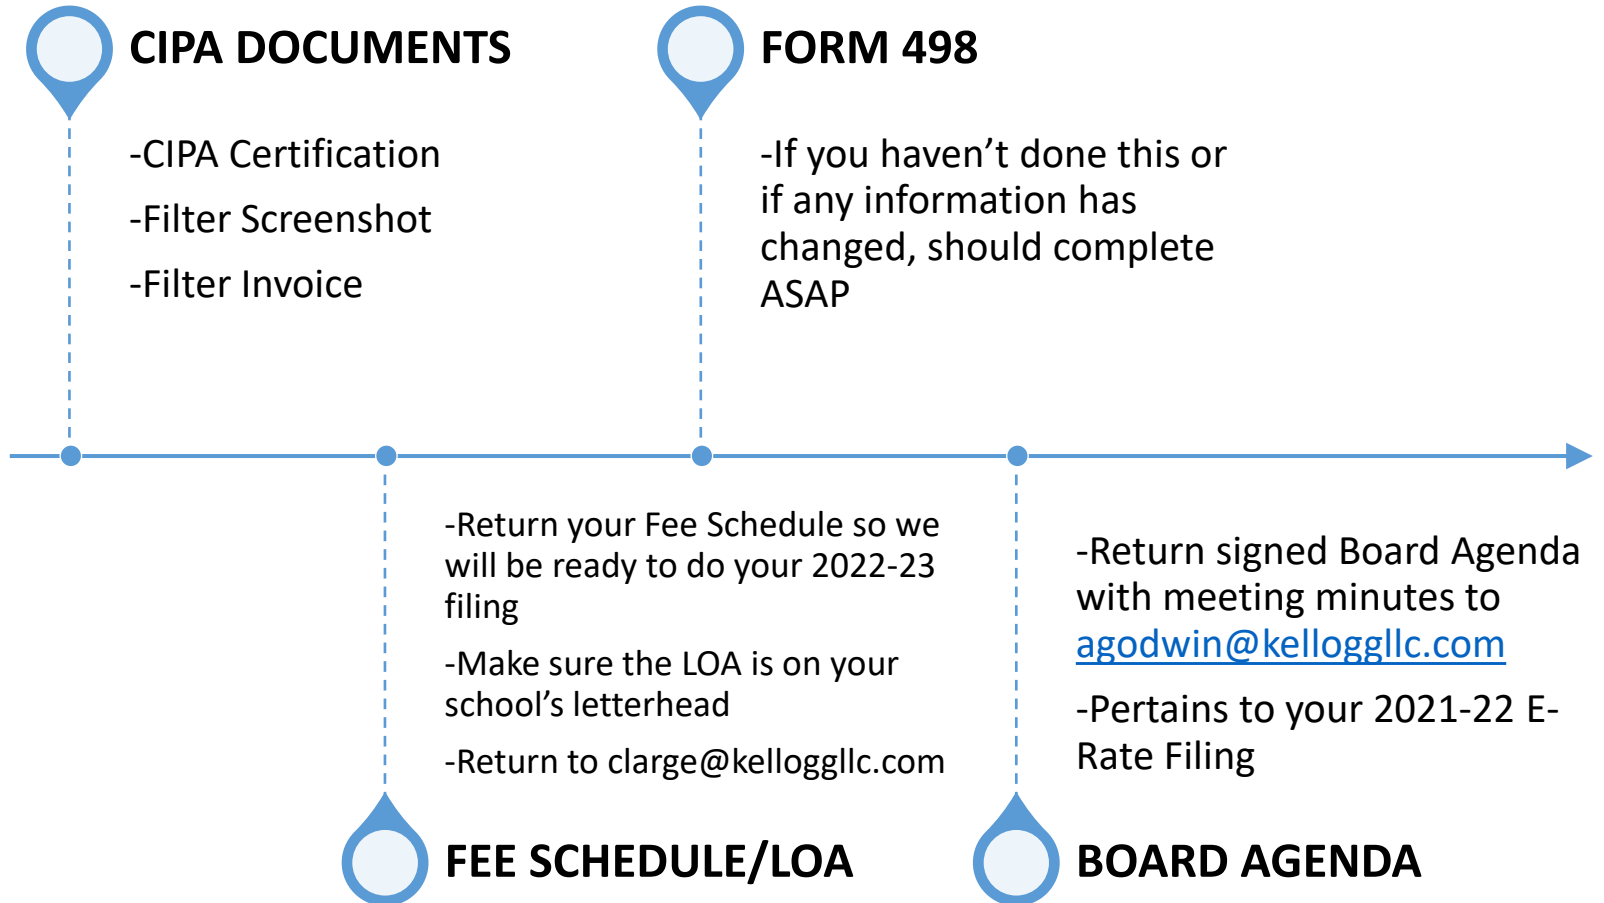 CIPA DOCUMENTS
-CIPA Certification
-Filter Screenshot
-Filter Invoice
FORM 498
-If you haven’t done this or
if any information has
changed, should complete
ASAP
-Return your Fee Schedule so we
will be ready to do your 2022-23
filing
-Make sure the LOA is on your
school’s letterhead
-Return to clarge@kelloggllc.com
FEE SCHEDULE/LOA
-Return signed Board Agenda
with meeting minutes to
agodwin@kelloggllc.com
-Pertains to your 2021-22 E-
Rate Filing
BOARD AGENDA